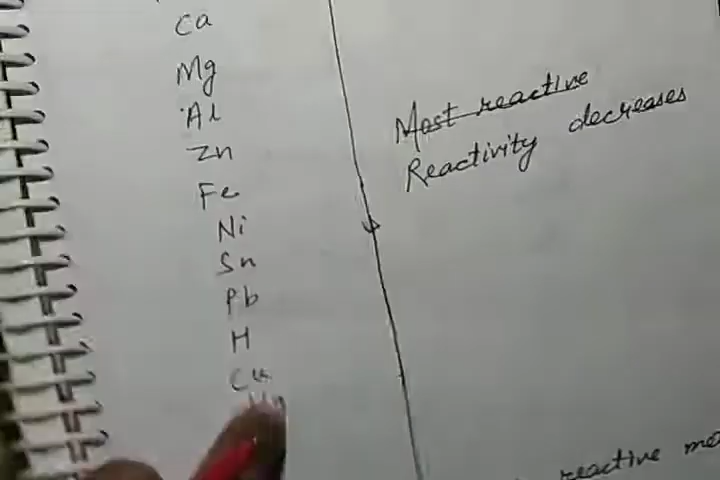 Ca
Mg
Al
Zn
Fe
Ni
Sn
Pb
H
Cu
Most reactive
Reactivity decreases
reactive